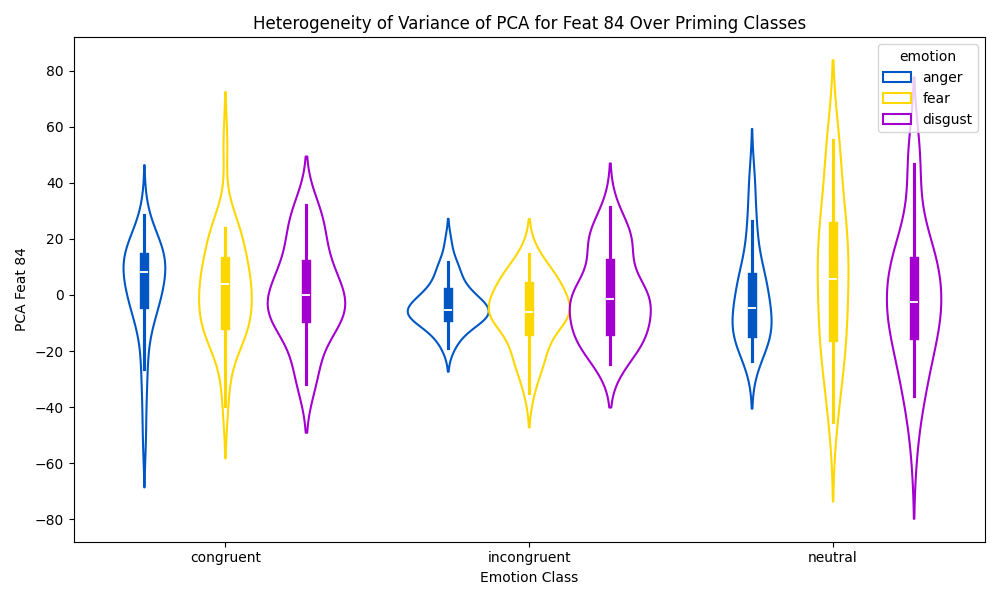 Heterogeneity of Variance of PCA for Feat 84 Over Priming Classes
emotion
anger
fear
disgust
PCA Feat 84
80
60
40
20
0
−20
−40
−60
−80
congruent
incongruent
neutral
Emotion Class